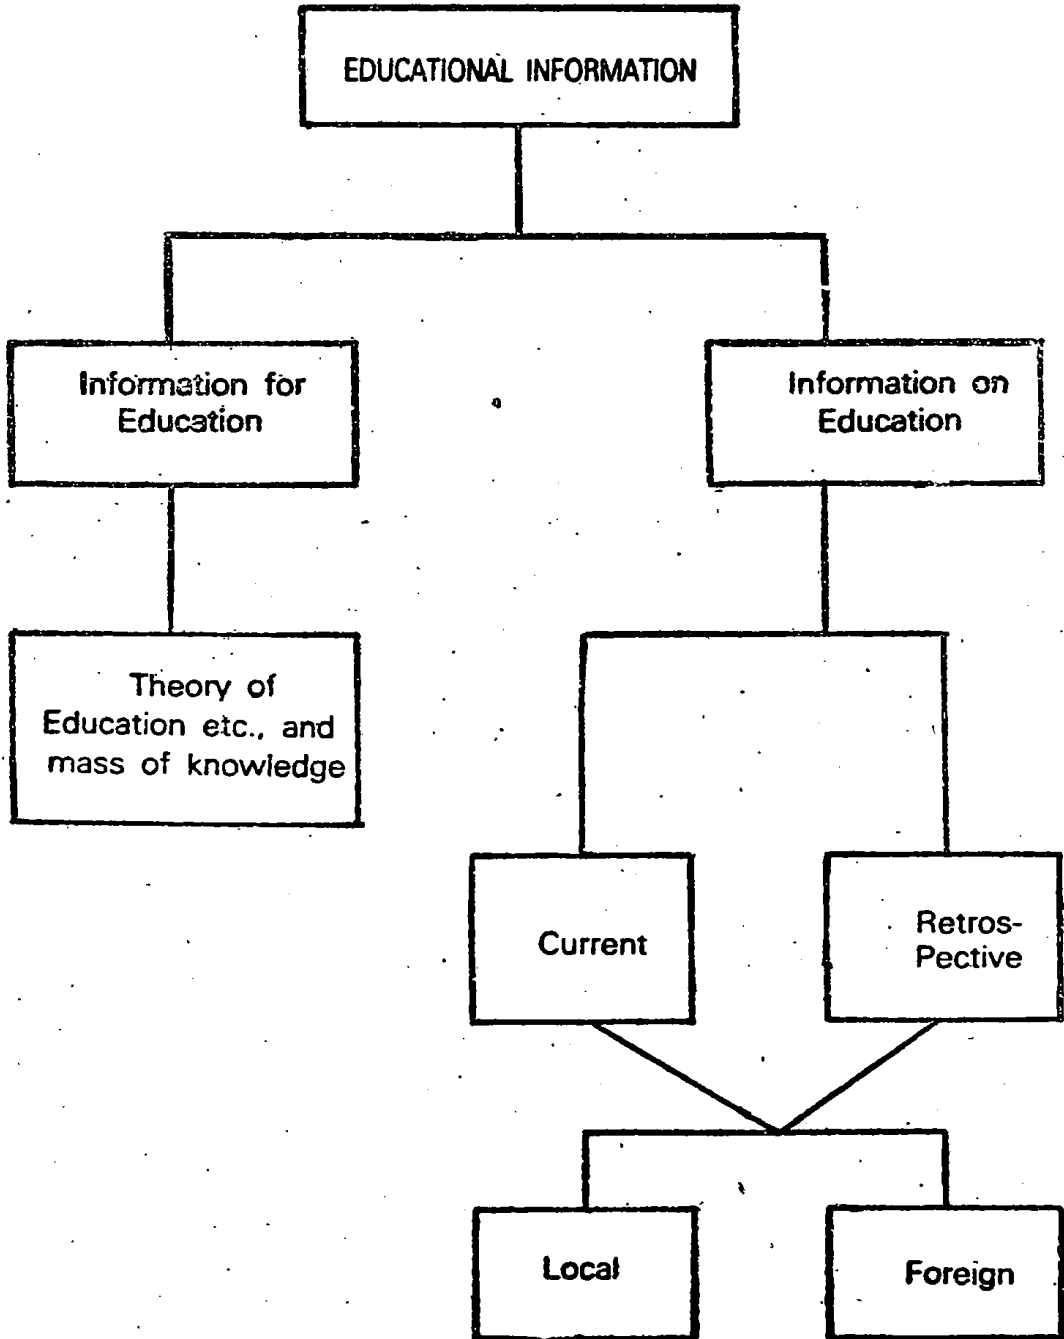 EDUCATIONAL INFORMATION
Information for
Education
Information on
Education
Theory of
Education etc., and
mass of knowledge
Current
Retros-
Pective
Local
Foreign